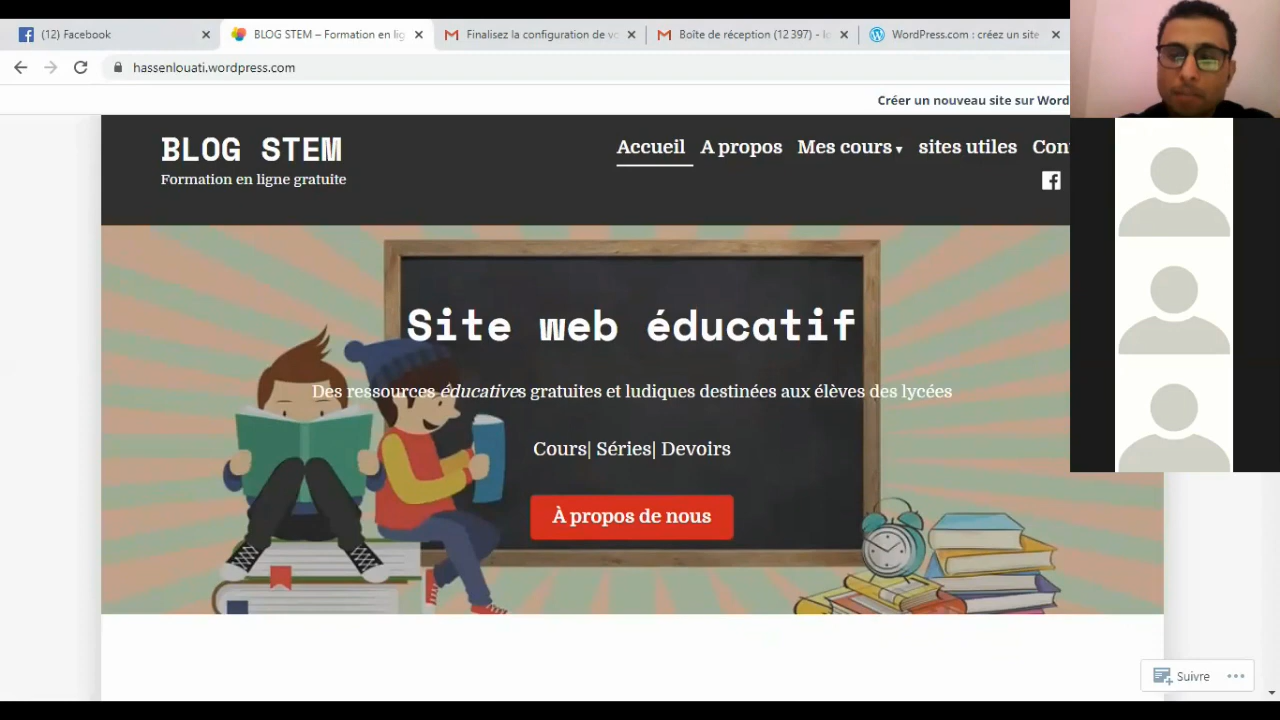 (12) Facebook
BLOG STEM – Formation en lig
Finalisez la configuration de vo
Boîte de réception (12 397) - lo
WordPress.com : créez un site
hassenlouati.wordpress.com
Créer un nouveau site sur Word
BLOG STEM
Formation en ligne gratuite
Accueil A propos Mes cours sites utiles Con
Site web éducatif
Des ressources éducatives gratuites et ludiques destinées aux élèves des lycées
Cours| Séries| Devoirs
À propos de nous
Suivre